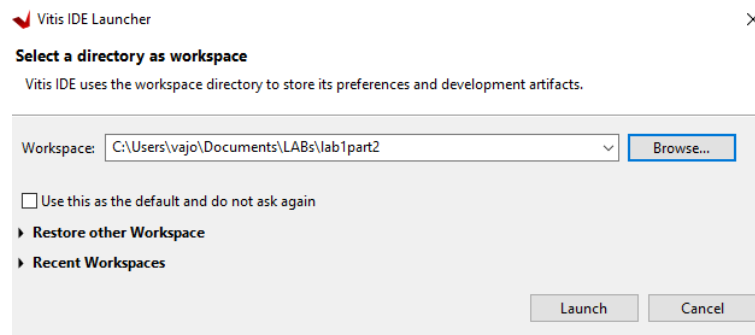 Vitis IDE Launcher
Select a directory as workspace
Vitis IDE uses the workspace directory to store its preferences and development artifacts.
Workspace: C:\Users\vajo\Documents\LABs\lab1part2 Browse...
Use this as the default and do not ask again
Restore other Workspace
Recent Workspaces
Launch Cancel